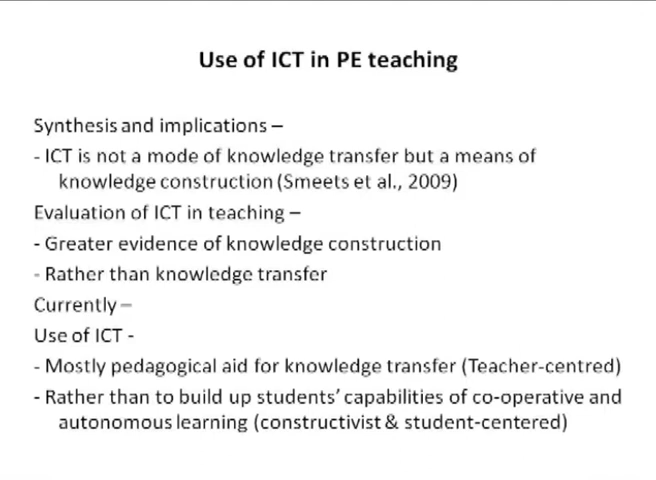 Use of ICT in PE teaching
Synthesis and implications –
- ICT is not a mode of knowledge transfer but a means of
knowledge construction (Smeets et al., 2009)
Evaluation of ICT in teaching –
- Greater evidence of knowledge construction
- Rather than knowledge transfer
Currently –
Use of ICT -
- Mostly pedagogical aid for knowledge transfer (Teacher-centred)
- Rather than to build up students’ capabilities of co-operative and
autonomous learning (constructivist & student-centered)